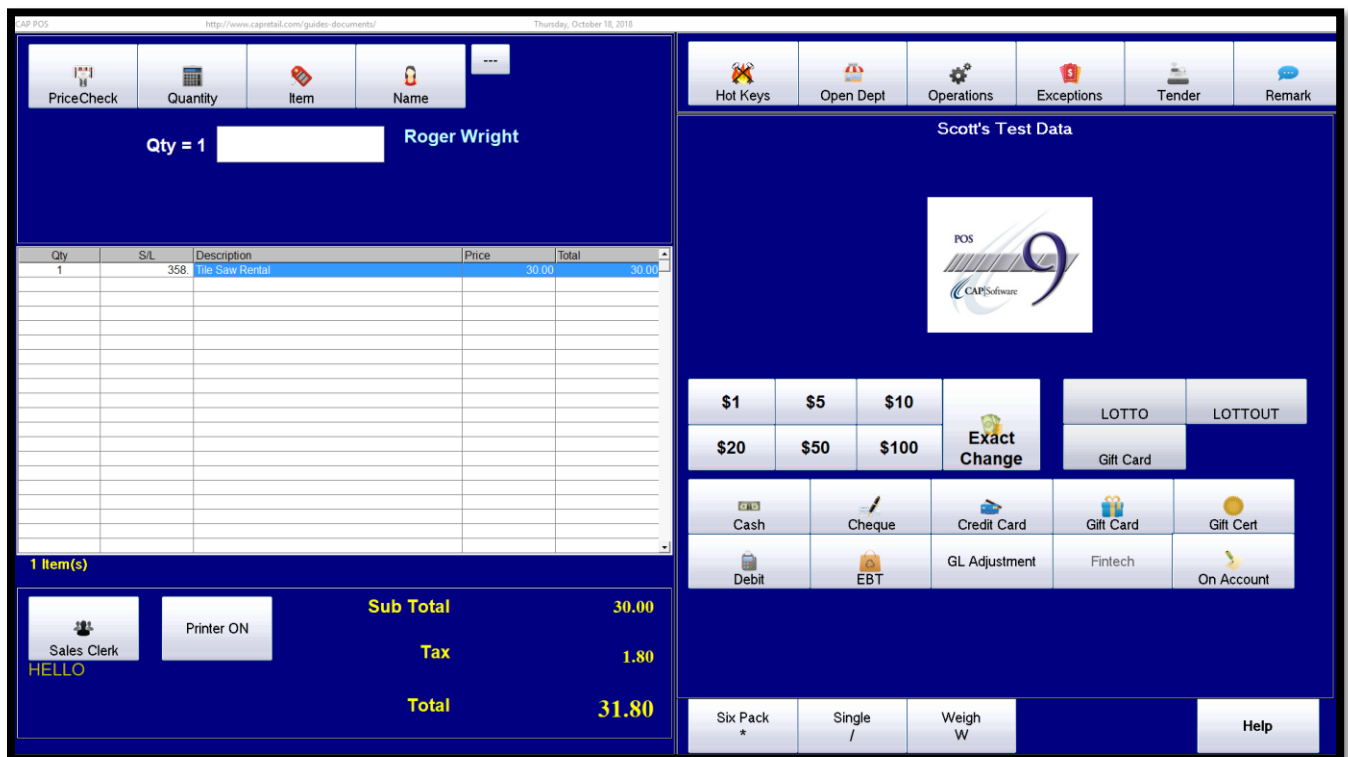 CAP POS http://www.capretail.com/guides-documents/ Thursday, October 18, 2018
---
PriceCheck Quantity Item Name
Qty = 1 Roger Wright
Qty S/L Description Price Total
1 358. Tile Saw Rental 30.00 30.00
1 Item(s)
Sales Clerk
Printer ON
HELLO
Sub Total 30.00
Tax 1.80
Total 31.80
Hot Keys Open Dept Operations Exceptions Tender Remark
Scott's Test Data
POS
9
CAP Software
$1 $5 $10
$20 $50 $100
Exact
Change
LOTTO LOTTOUT
Gift Card
Cash Cheque Credit Card Gift Card Gift Cert
Debit EBT GL Adjustment Fintech On Account
Six Pack Single Weigh Help
* / W